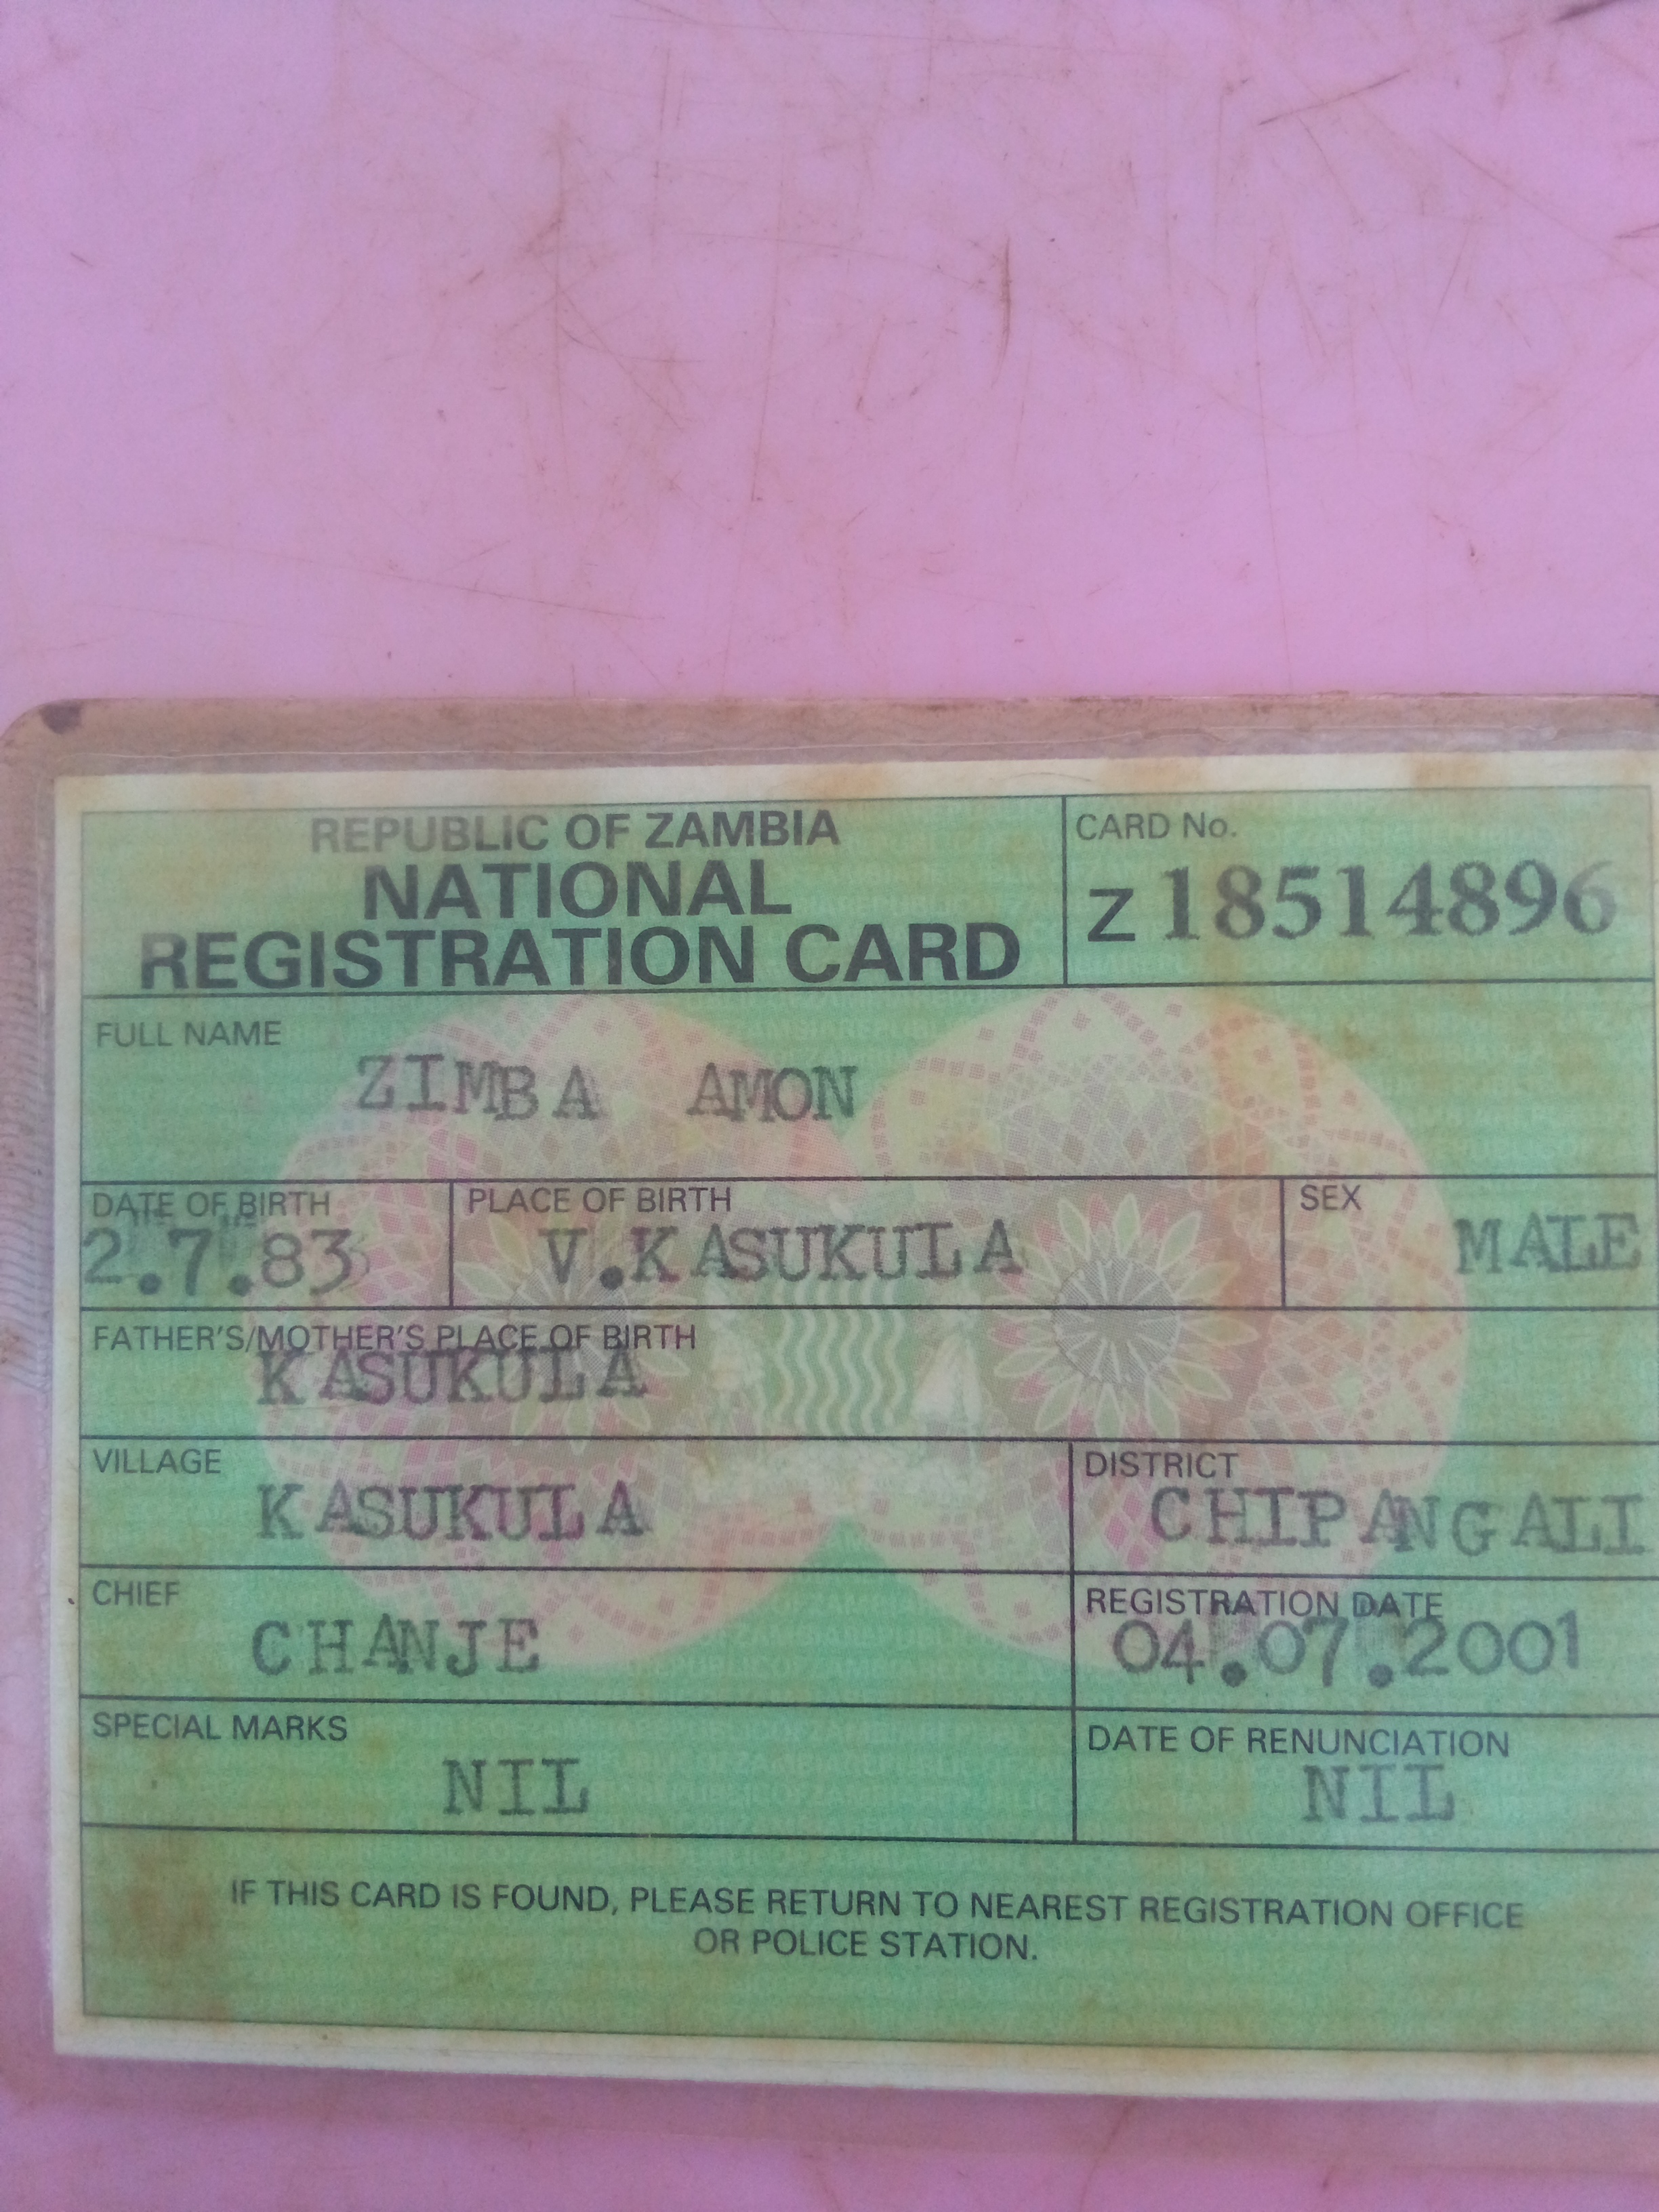 REPUBLIC OF ZAMBIA
NATIONAL
REGISTRATION CARD
CARD No.
Z 18514896
FULL NAME
ZIMBA AMON
DATE OF BIRTH
2.7.83
PLACE OF BIRTH
V.KASUKULA
SEX
MALE
FATHER'S/MOTHER'S PLACE OF BIRTH
KASUKULA
VILLAGE
KASUKULA
DISTRICT
CHIPANGALI
CHIEF
CHANJE
REGISTRATION DATE
04.07.2001
SPECIAL MARKS
NIL
DATE OF RENUNCIATION
NIL
IF THIS CARD IS FOUND, PLEASE RETURN TO NEAREST REGISTRATION OFFICE
OR POLICE STATION.